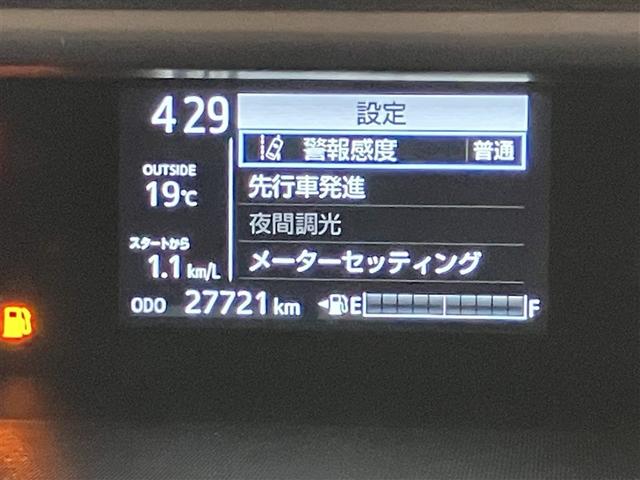 4 29
設定
警報感度 普通
OUTSIDE
19℃
先行車発進
夜間調光
スタートから
1.1 km/L
メーターセッティング
ODO 27721 km
E F